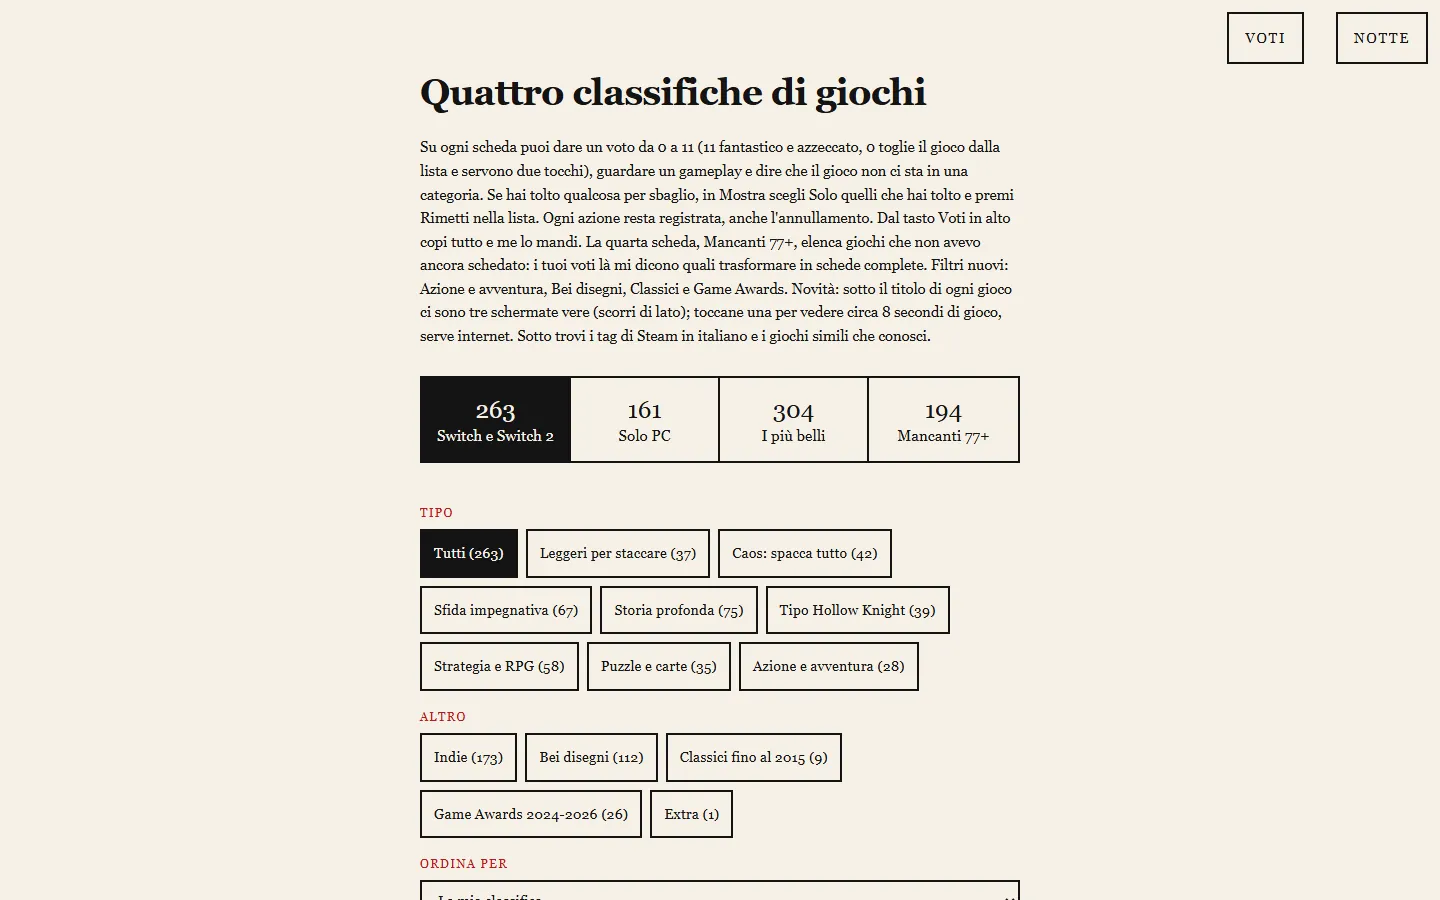 VOTI
NOTTE
Quattro classifiche di giochi
Su ogni scheda puoi dare un voto da 0 a 11 (11 fantastico e azzeccato, 0 toglie il gioco dalla
lista e servono due tocchi), guardare un gameplay e dire che il gioco non ci sta in una
categoria. Se hai tolto qualcosa per sbaglio, in Mostra scegli Solo quelli che hai tolto e premi
Rimetti nella lista. Ogni azione resta registrata, anche l'annullamento. Dal tasto Voti in alto
copi tutto e me lo mandi. La quarta scheda, Mancanti 77+, elenca giochi che non avevo
ancora schedato: i tuoi voti là mi dicono quali trasformare in schede complete. Filtri nuovi:
Azione e avventura, Bei disegni, Classici e Game Awards. Novità: sotto il titolo di ogni gioco
ci sono tre schermate vere (scorri di lato); toccane una per vedere circa 8 secondi di gioco,
serve internet. Sotto trovi i tag di Steam in italiano e i giochi simili che conosci.
263
Switch e Switch 2
161
Solo PC
304
I più belli
194
Mancanti 77+
TIPO
Tutti (263)
Leggeri per staccare (37)
Caos: spacca tutto (42)
Sfida impegnativa (67)
Storia profonda (75)
Tipo Hollow Knight (39)
Strategia e RPG (58)
Puzzle e carte (35)
Azione e avventura (28)
ALTRO
Indie (173)
Bei disegni (112)
Classici fino al 2015 (9)
Game Awards 2024-2026 (26)
Extra (1)
ORDINA PER